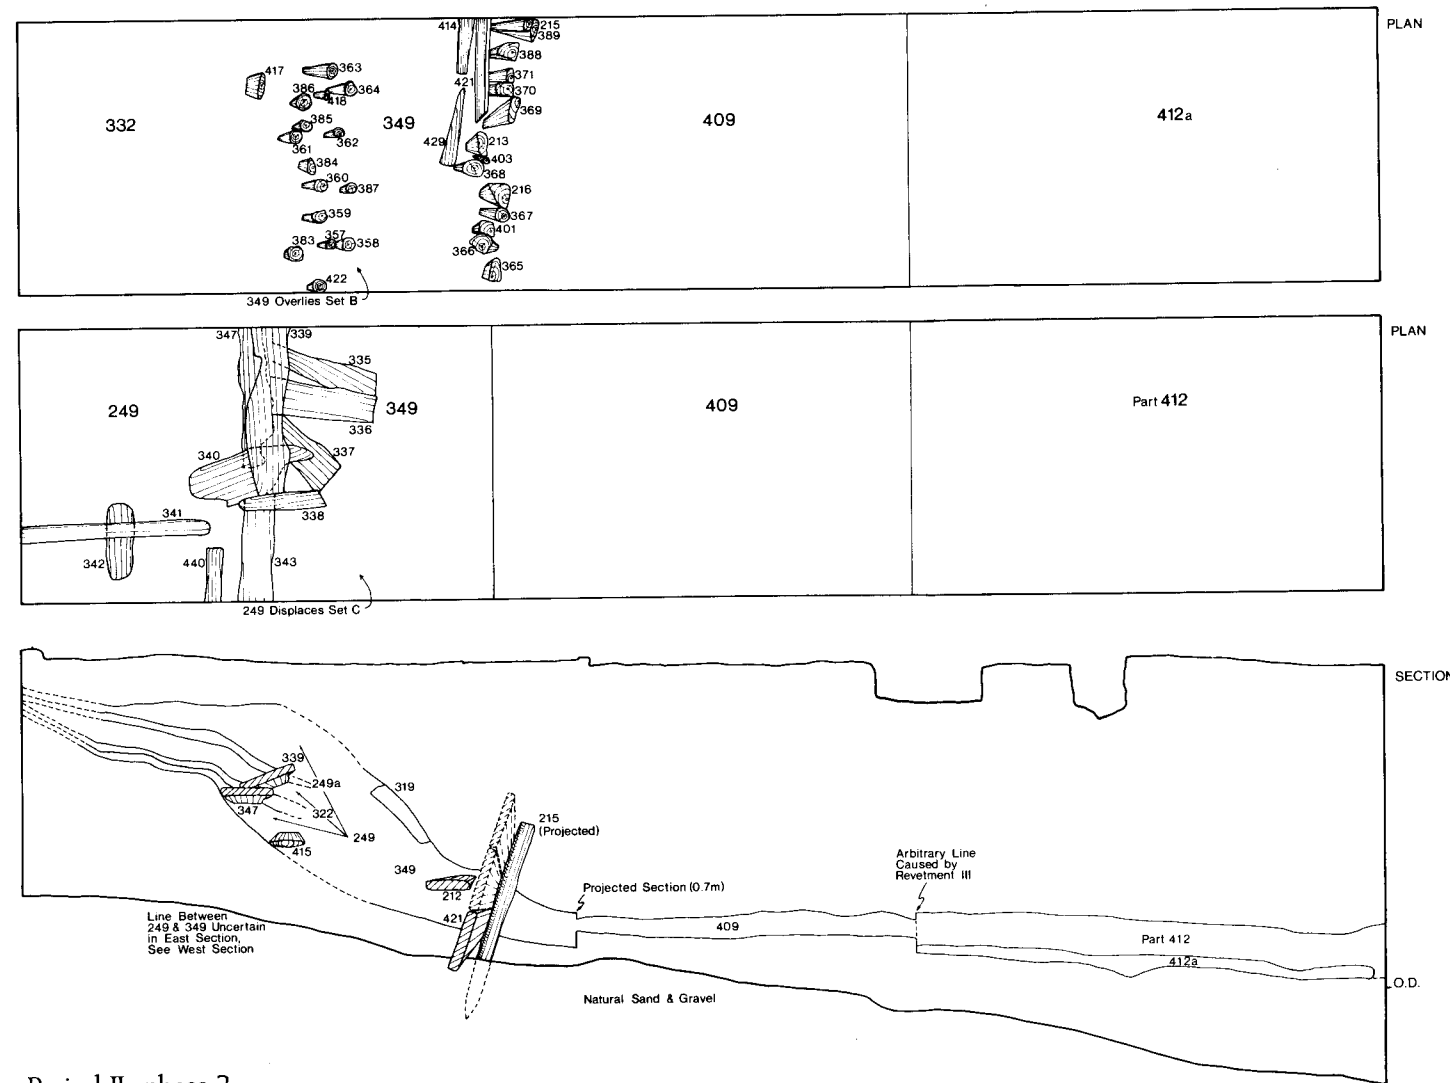 PLAN
414
215
389
388
417
363
421
371
386
418
364
370
369
332
385
349
409
412a
361
362
429
213
403
384
368
360
387
216
359
367
383
357
358
401
366
365
422
349 Overlies Set B
PLAN
347
339
335
249
349
409
Part 412
336
340
337
341
338
342
440
343
249 Displaces Set C
SECTION
339
249a
319
347
322
215
(Projected)
249
415
349
Arbitrary Line
Caused by
Revetment III
212
Projected Section (0.7m)
421
Line Between
249 & 349 Uncertain
in East Section,
See West Section
409
Part 412
412a
O.D.
Natural Sand & Gravel